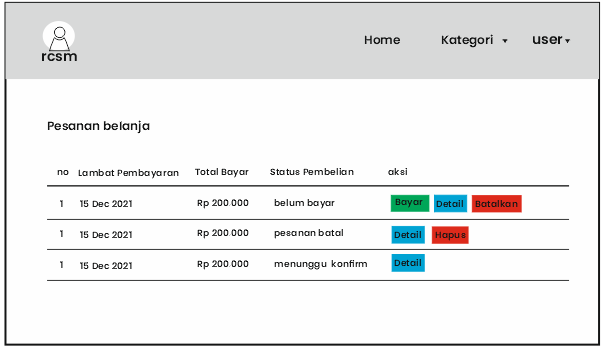 rcsm Home Kategori user
Pesanan belanja
no Lambat Pembayaran Total Bayar Status Pembelian aksi
1 15 Dec 2021 Rp 200.000 belum bayar Bayar Detail Batalkan
1 15 Dec 2021 Rp 200.000 pesanan batal Detail Hapus
1 15 Dec 2021 Rp 200.000 menunggu konfirm Detail